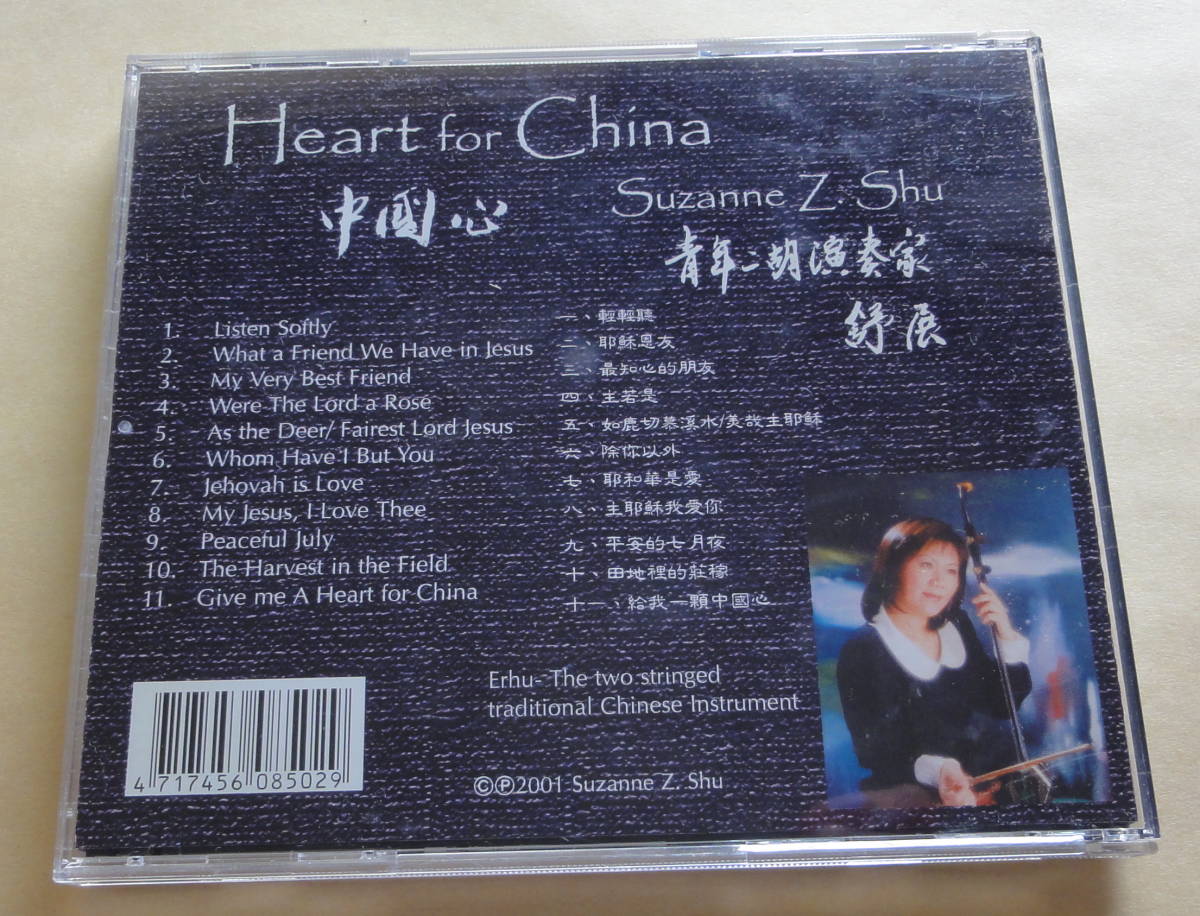 Heart for China
中國心
Suzanne Z. Shu
青年二胡演奏家
舒展
1. Listen Softly
2. What a Friend We Have in Jesus
3. My Very Best Friend
4. Were The Lord a Rose
5. As the Deer/ Fairest Lord Jesus
6. Whom Have I But You
7. Jehovah is Love
8. My Jesus, I Love Thee
9. Peaceful July
10. The Harvest in the Field
11. Give me A Heart for China
一、輕輕聽
二、耶穌恩友
三、最知心的朋友
四、主若是
五、如鹿切慕溪水/美哉主耶穌
六、除你以外
七、耶和華是愛
八、主耶穌我愛你
九、平安的七月夜
十、田地裡的莊稼
十一、給我一顆中國心
Erhu- The two stringed
traditional Chinese Instrument
4 717456 085029
©℗2001 Suzanne Z. Shu